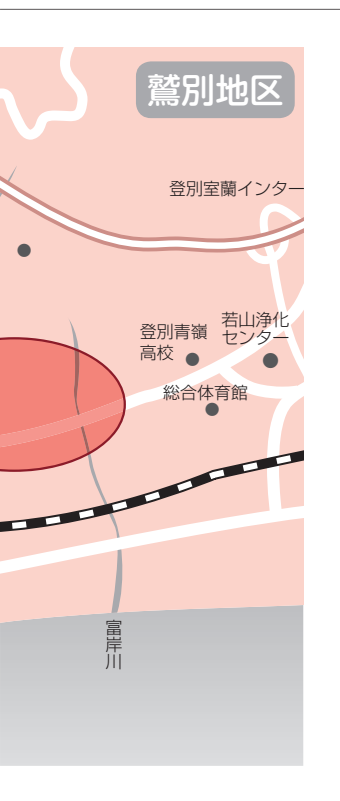 鷲別地区
登別室蘭インター
登別青嶺
高校
若山浄化
センター
総合体育館
富岸川